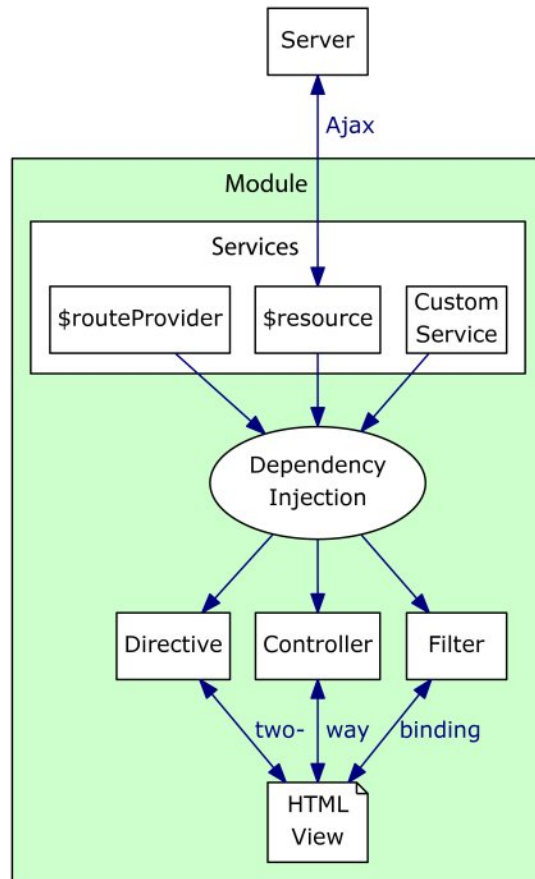 Server
Ajax
Module
Services
$routeProvider
$resource
Custom
Service
Dependency
Injection
Directive
Controller
Filter
two- way binding
HTML
View